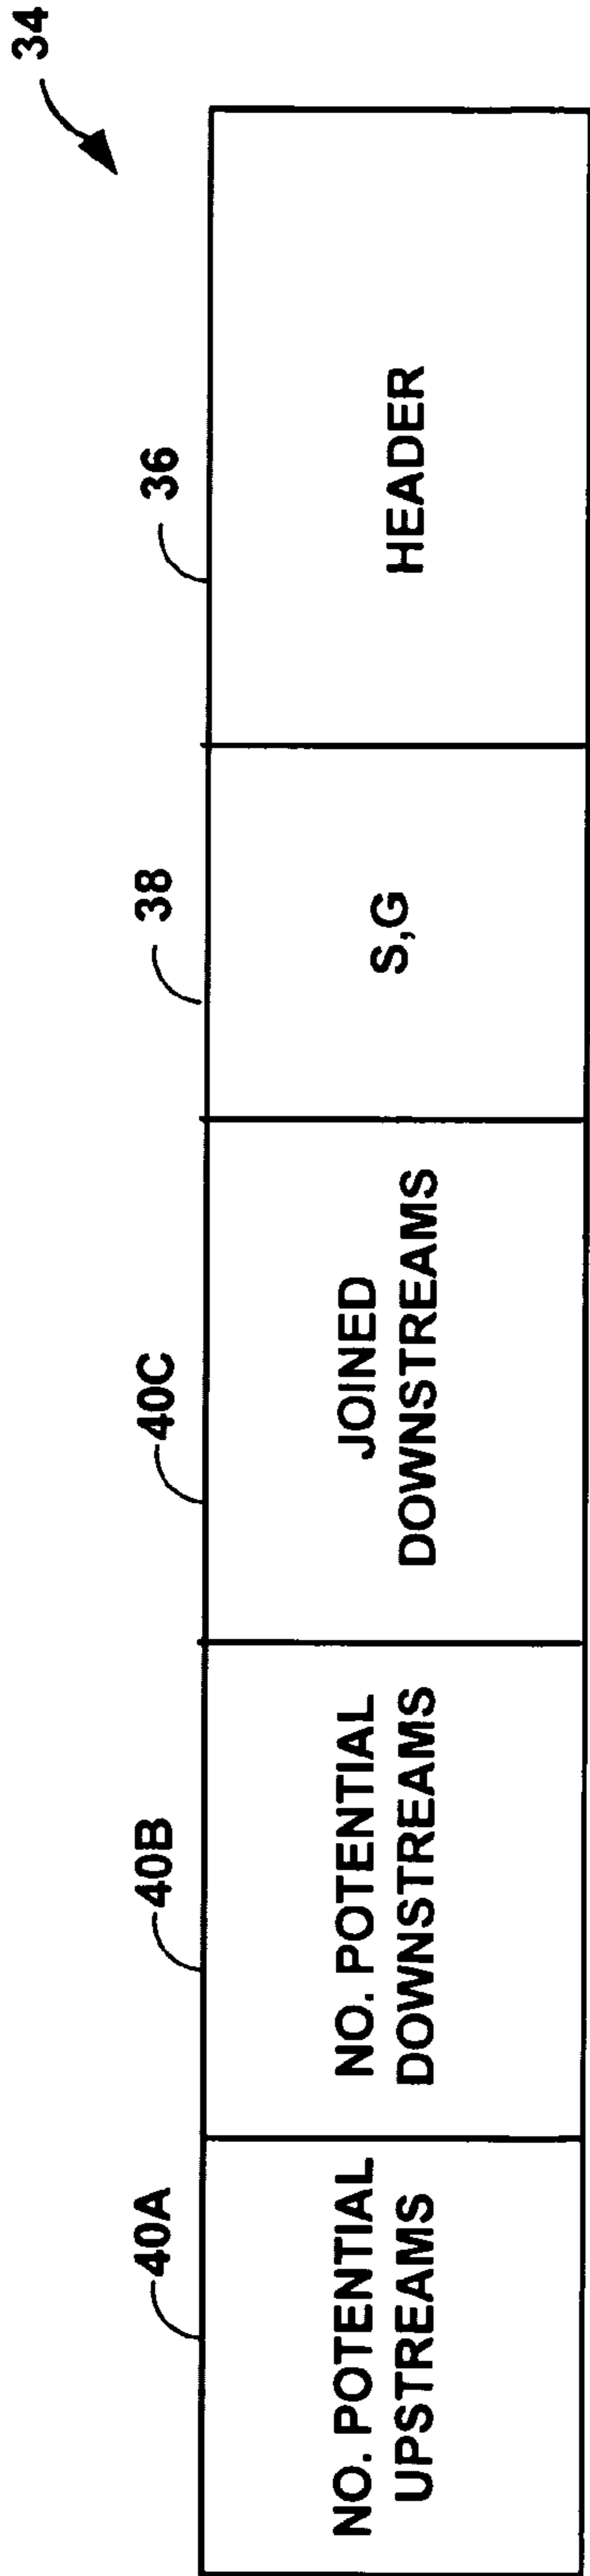 34
40A
40B
40C
38
36
NO. POTENTIAL
UPSTREAMS
NO. POTENTIAL
DOWNSTREAMS
JOINED
DOWNSTREAMS
S,G
HEADER